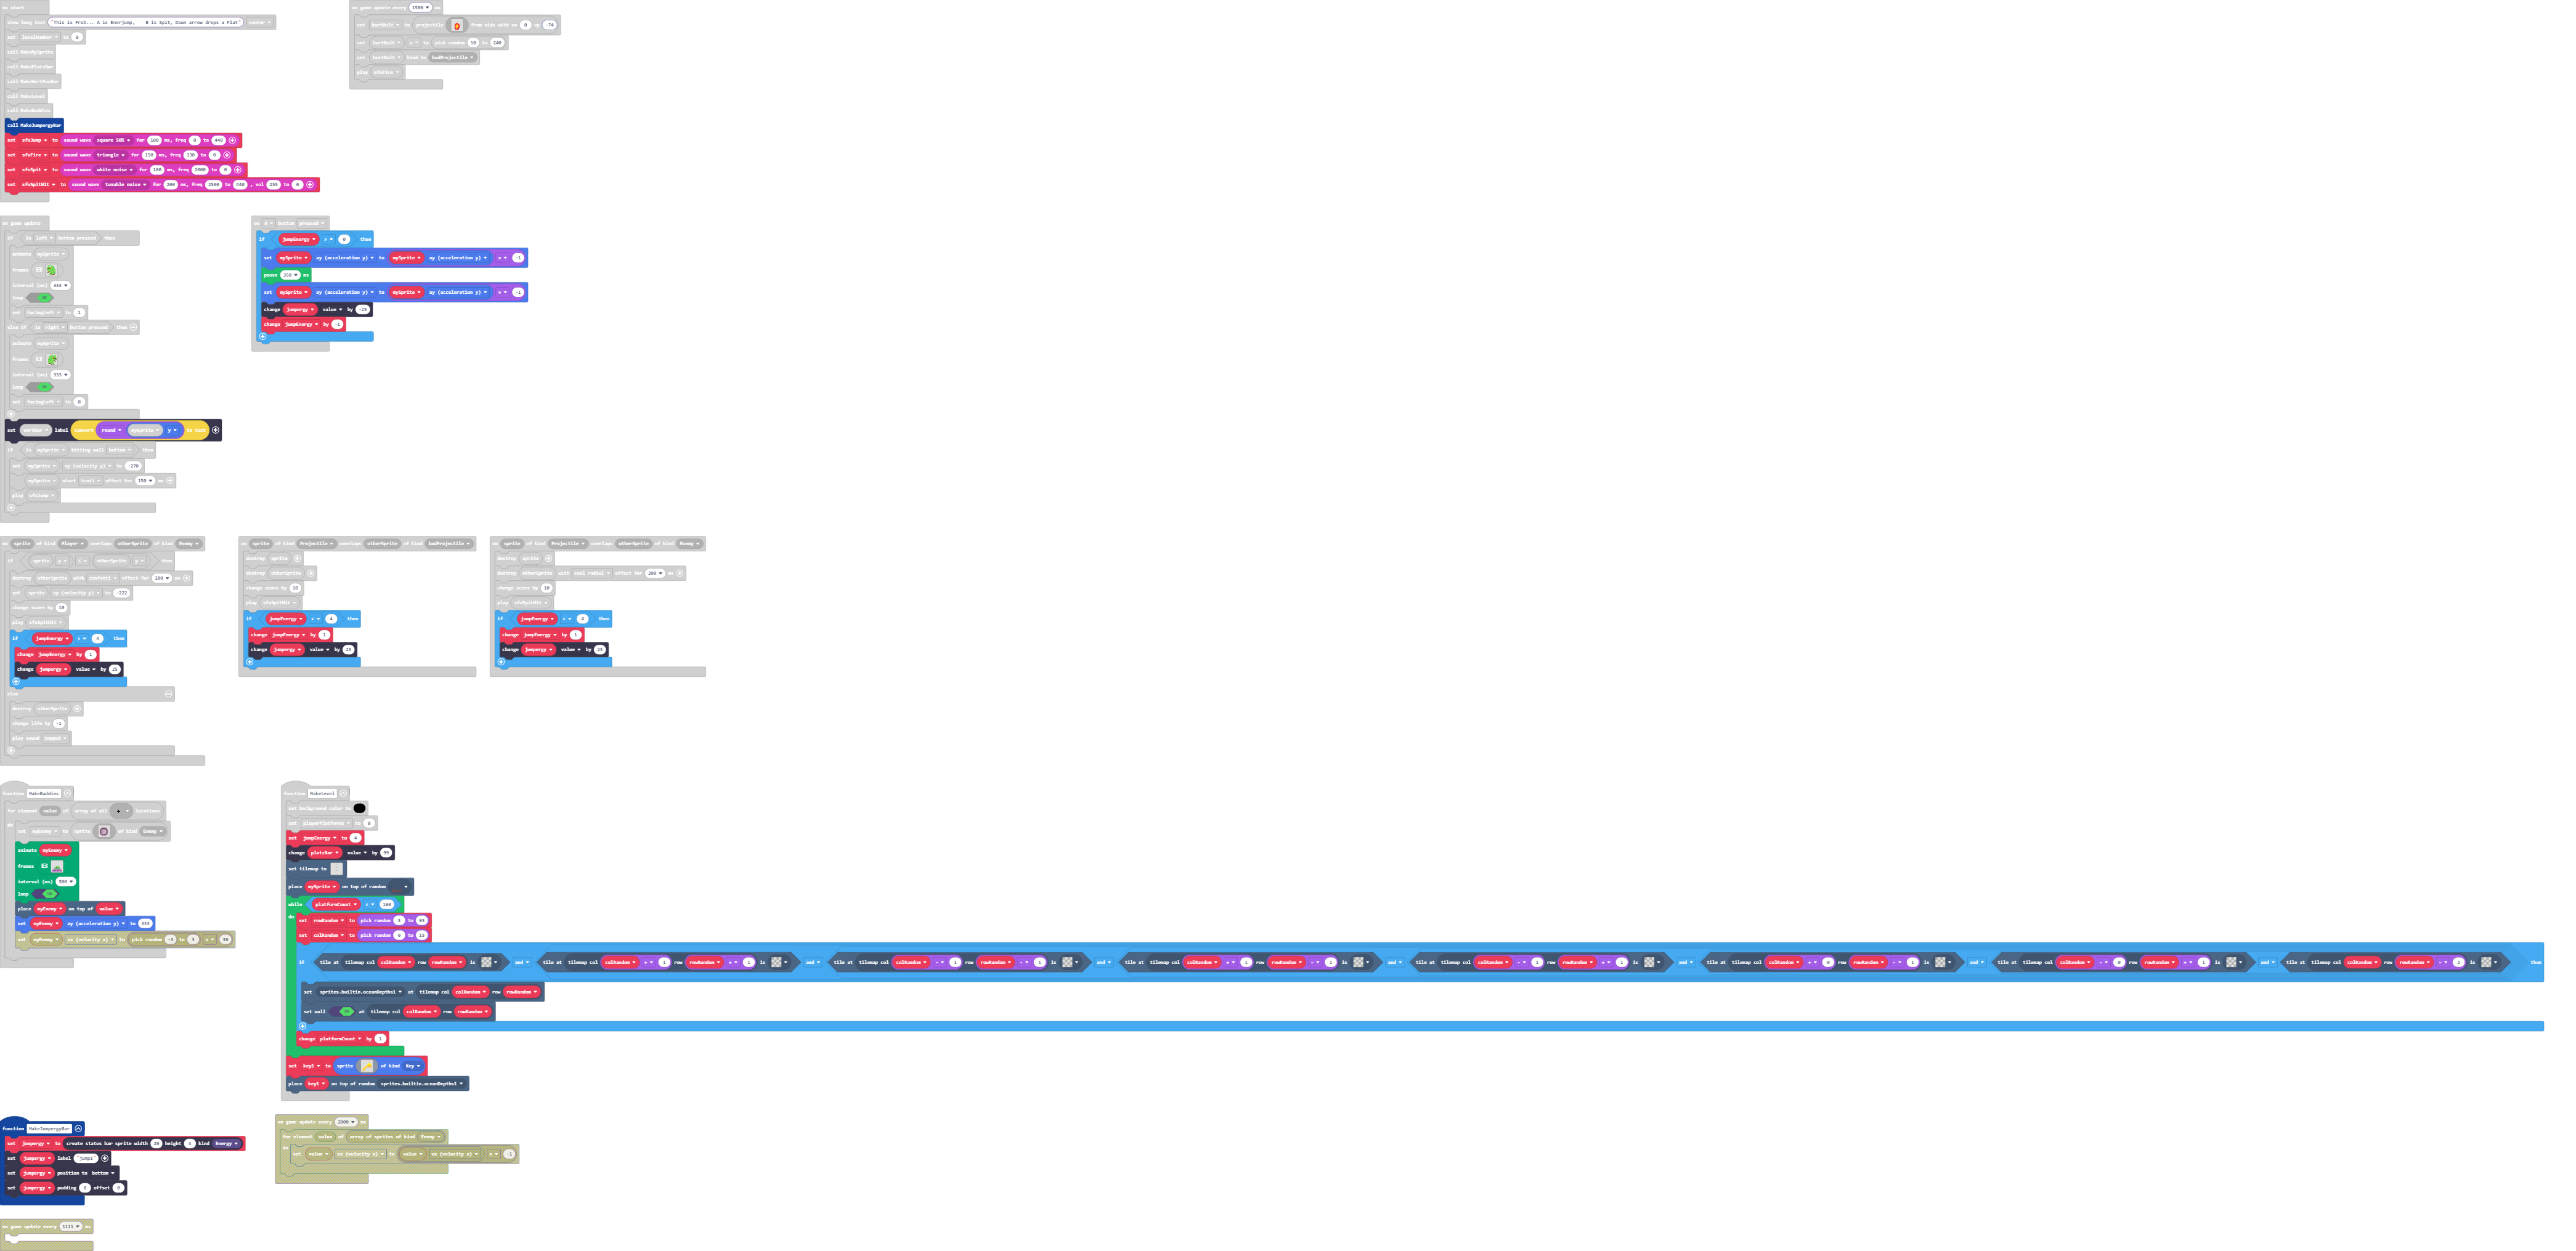 on start
show long text "This is Frob... A is Enerjump, B is Spit, Down arrow drops a Plat" center
set levelNumber to 0
call MakeMySprite
call MakePlatsBar
call MakeLevel
call MakeBaddies
call MakeJumpergyBar
set sfxJump to sound wave square 50% for 100 ms, freq 0 to 440
set sfxFire to sound wave triangle for 150 ms, freq 330 to 0
set sfxSpit to sound wave white noise for 100 ms, freq 2000 to 0
set sfxSpitHit to sound wave tunable noise for 200 ms, freq 2500 to 440 , vol 255 to 0
on game update every 1500 ms
set hurtBolt to projectile from side with vx 0 vy -74
set hurtBolt x to pick random 10 to 240
set hurtBolt kind to badProjectile
play sfxFire
on game update
if is left button pressed then
animate mySprite
frames
interval (ms) 333
loop
set facingLeft to 1
else if is right button pressed then
animate mySprite
frames
interval (ms) 333
loop
set facingLeft to 0
set vertBar label convert round mySprite y to text
if is mySprite hitting wall bottom then
set mySprite vy (velocity y) to -270
mySprite start trail effect for 150 ms
play sfxJump
on A button pressed
if jumpEnergy > 0 then
set mySprite ay (acceleration y) to mySprite ay (acceleration y) × -1
pause 350 ms
set mySprite ay (acceleration y) to mySprite ay (acceleration y) × -1
change jumpergy value by -25
change jumpEnergy by -1
on sprite of kind Player overlaps otherSprite of kind Enemy
if sprite y < otherSprite y then
destroy otherSprite with confetti effect for 200 ms
set sprite vy (velocity y) to -222
change score by 10
play sfxSpitHit
if jumpEnergy < 4 then
change jumpEnergy by 1
change jumpergy value by 25
else
destroy otherSprite
change life by -1
play sound zapped
on sprite of kind Projectile overlaps otherSprite of kind badProjectile
destroy sprite
destroy otherSprite
change score by 10
play sfxSpitHit
if jumpEnergy < 4 then
change jumpEnergy by 1
change jumpergy value by 25
on sprite of kind Projectile overlaps otherSprite of kind Enemy
destroy sprite
destroy otherSprite with cool radial effect for 200 ms
change score by 10
play sfxSpitHit
if jumpEnergy < 4 then
change jumpEnergy by 1
change jumpergy value by 25
function MakeBaddies
for element value of array of all locations
do
set myEnemy to sprite of kind Enemy
animate myEnemy
frames
interval (ms) 500
loop
place myEnemy on top of value
set myEnemy ay (acceleration y) to 333
set myEnemy vx (velocity x) to pick random -3 to 3 × 30
function MakeLevel
set background color to
set playerPlatforms to 0
set jumpEnergy to 4
change platsBar value by 99
set tilemap to
place mySprite on top of random
while platformCount < 160
do
set rowRandom to pick random 5 to 95
set colRandom to pick random 0 to 15
if tile at tilemap col colRandom row rowRandom is and tile at tilemap col colRandom + 1 row rowRandom + 1 is and tile at tilemap col colRandom - 1 row rowRandom - 1 is and tile at tilemap col colRandom + 1 row rowRandom - 1 is and tile at tilemap col colRandom - 1 row rowRandom + 1 is and tile at tilemap col colRandom + 0 row rowRandom - 1 is and tile at tilemap col colRandom - 0 row rowRandom + 1 is and tile at tilemap col colRandom row rowRandom - 2 is then
set sprites.builtin.oceanDepths1 at tilemap col colRandom row rowRandom
set wall at tilemap col colRandom row rowRandom
change platformCount by 1
set key1 to sprite of kind Key
place key1 on top of random sprites.builtin.oceanDepths1
function MakeJumpergyBar
set jumpergy to create status bar sprite width 20 height 4 kind Energy
set jumpergy label "jumps"
set jumpergy position to bottom
set jumpergy padding offset 0
on game update every 2000 ms
for element value of array of sprites of kind Enemy
do
set value vx (velocity x) to value vx (velocity x) × -1
on game update every 1111 ms